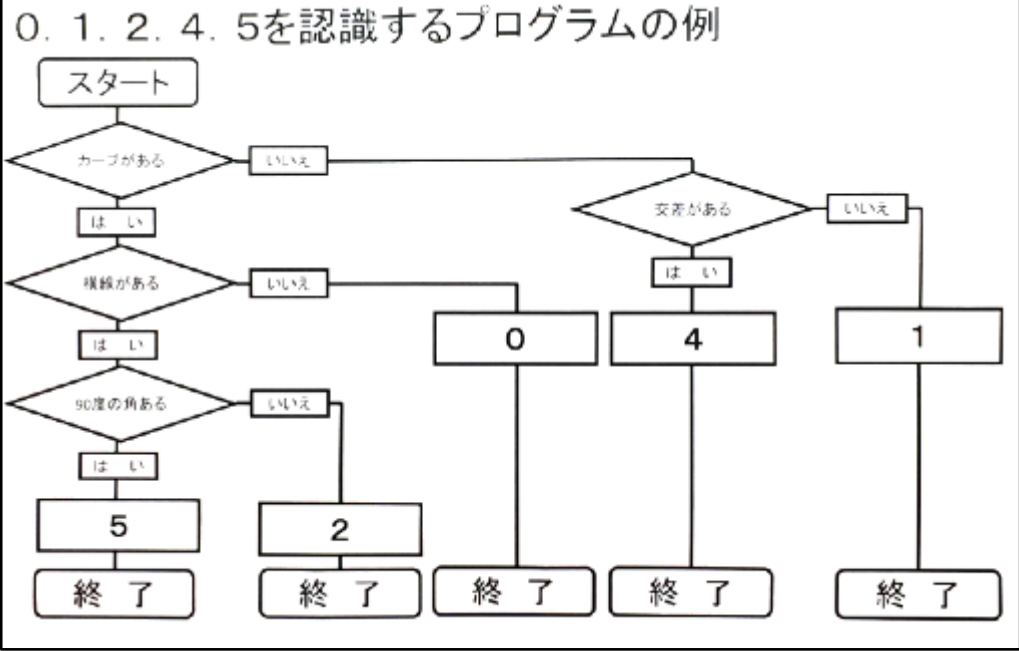 0．1．2．4．5を認識するプログラムの例
スタート
カーブがある
いいえ
交差がある
いいえ
は　い
は　い
横線がある
いいえ
0
4
1
は　い
90度の角ある
いいえ
は　い
5
2
終　了
終　了
終　了
終　了
終　了